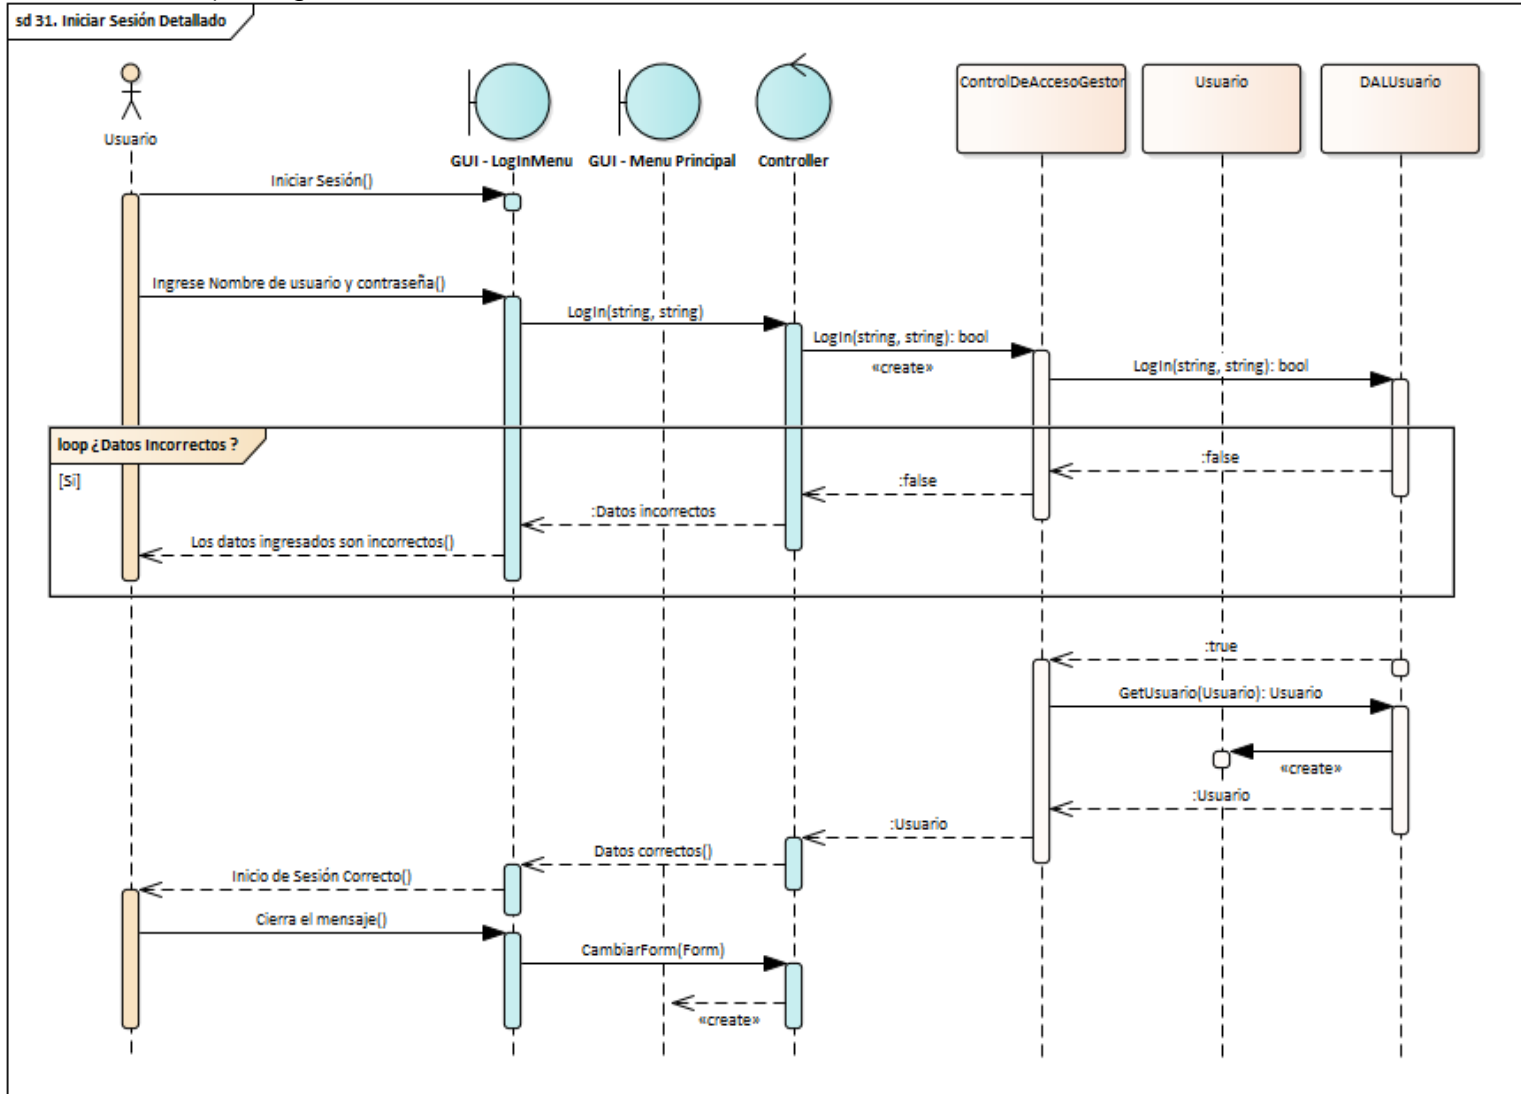 sd 31. Iniciar Sesión Detallado
Usuario
GUI - LogInMenu
GUI - Menu Principal
Controller
ControlDeAccesoGestor
Usuario
DALUsuario
Iniciar Sesión()
Ingrese Nombre de usuario y contraseña()
LogIn(string, string)
LogIn(string, string): bool
«create»
LogIn(string, string): bool
loop ¿Datos Incorrectos ?
[Si]
:false
:false
:Datos incorrectos
Los datos ingresados son incorrectos()
:true
GetUsuario(Usuario): Usuario
«create»
:Usuario
:Usuario
Datos correctos()
Inicio de Sesión Correcto()
Cierra el mensaje()
CambiarForm(Form)
«create»